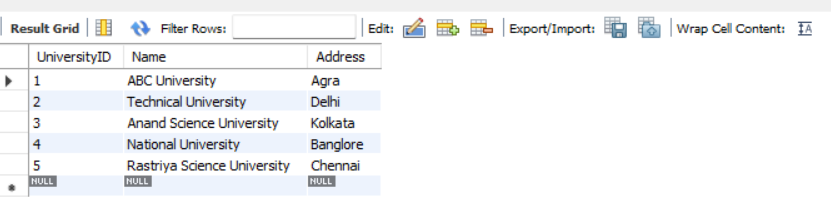 Result Grid Filter Rows: Edit: Export/Import: Wrap Cell Content: IA
UniversityID Name Address
1 ABC University Agra
2 Technical University Delhi
3 Anand Science University Kolkata
4 National University Banglore
5 Rastriya Science University Chennai
NULL NULL NULL